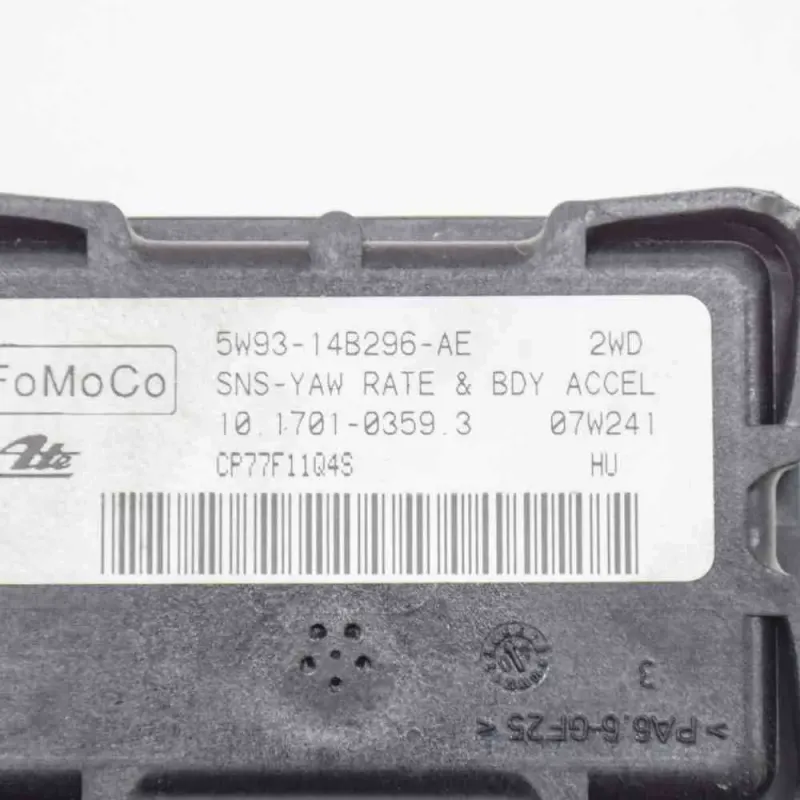 5W93-14B296-AE 2WD
FoMoCo
SNS-YAW RATE & BDY ACCEL
10.1701-0359.3 07W241
Ate
CP77F11Q4S HU
3
>PA6.6-GF25<